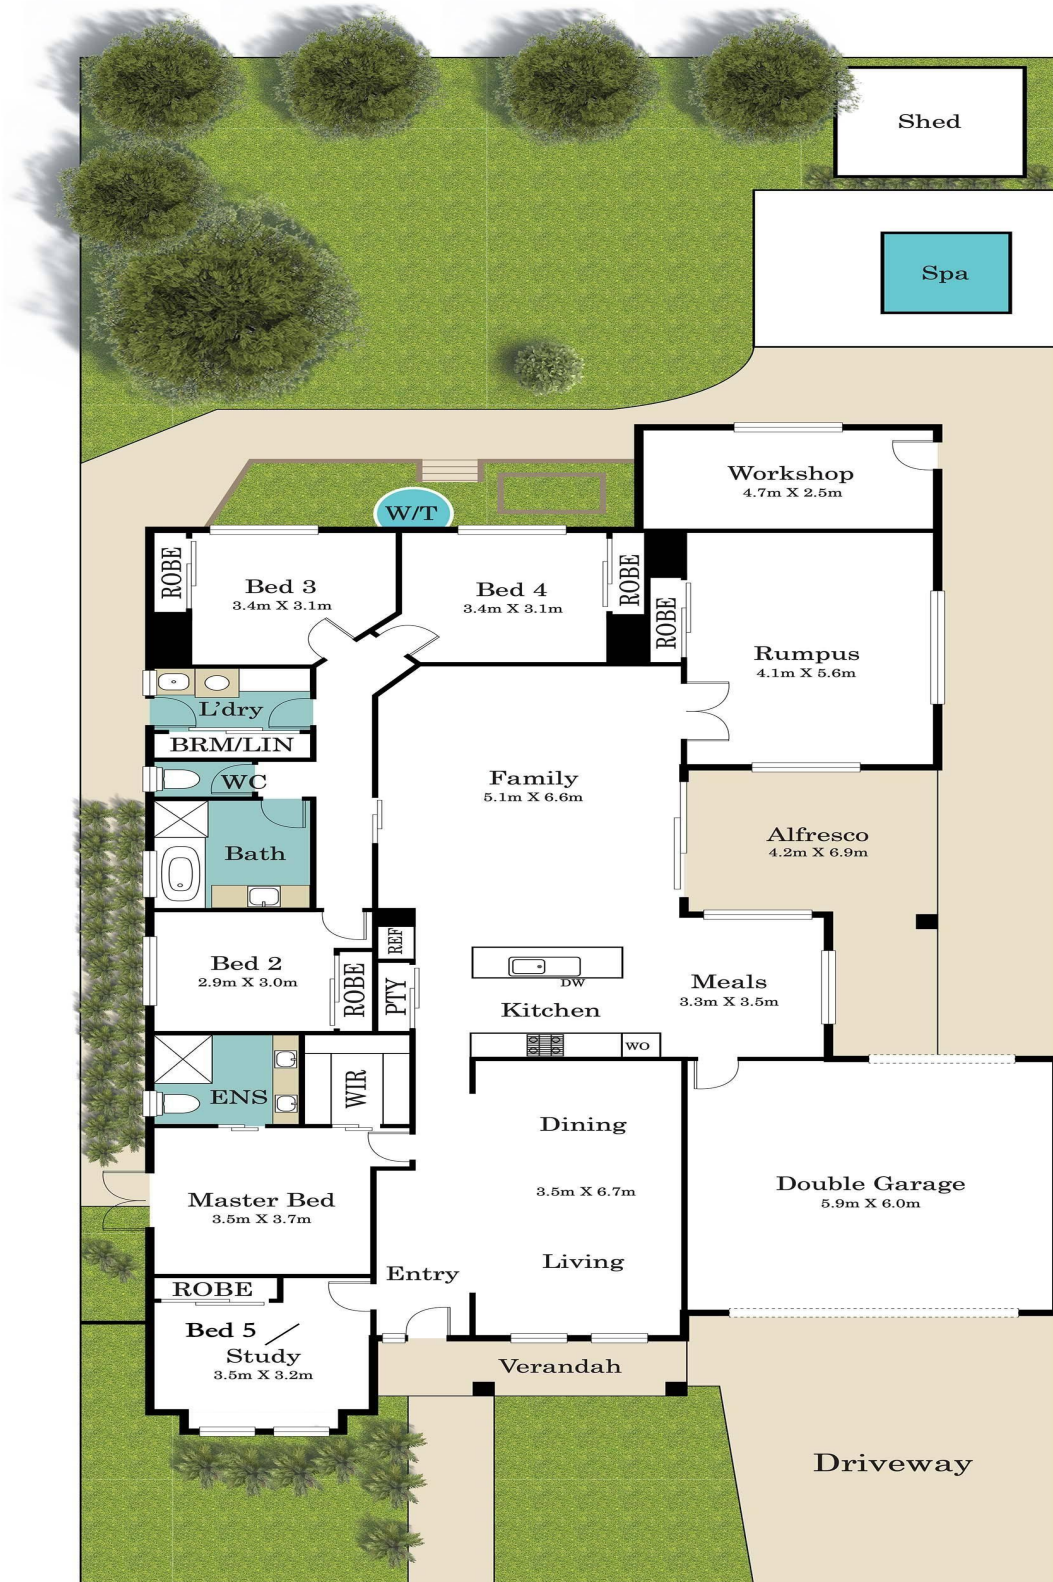 Shed
Spa
Workshop
4.7m X 2.5m
W/T
ROBE
Bed 3
3.4m X 3.1m
Bed 4
3.4m X 3.1m
ROBE
ROBE
Rumpus
4.1m X 5.6m
L'dry
BRM/LIN
WC
Family
5.1m X 6.6m
Alfresco
4.2m X 6.9m
Bath
REF
Bed 2
2.9m X 3.0m
ROBE
PTY
DW
Kitchen
WO
Meals
3.3m X 3.5m
ENS
WIR
Dining
3.5m X 6.7m
Living
Double Garage
5.9m X 6.0m
Master Bed
3.5m X 3.7m
Entry
ROBE
Bed 5
Study
3.5m X 3.2m
Verandah
Driveway